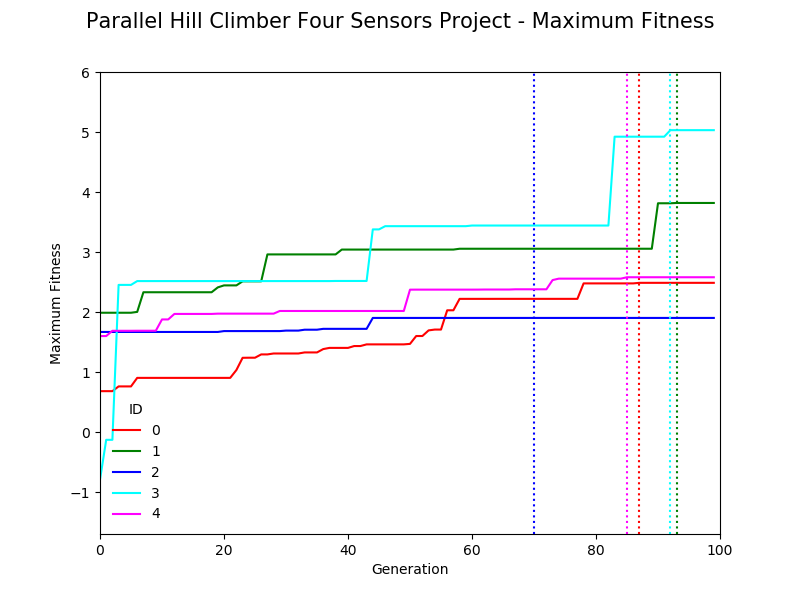 Parallel Hill Climber Four Sensors Project - Maximum Fitness
6
5
4
3
2
1
0
−1
Maximum Fitness
ID
0
1
2
3
4
0 20 40 60 80 100
Generation